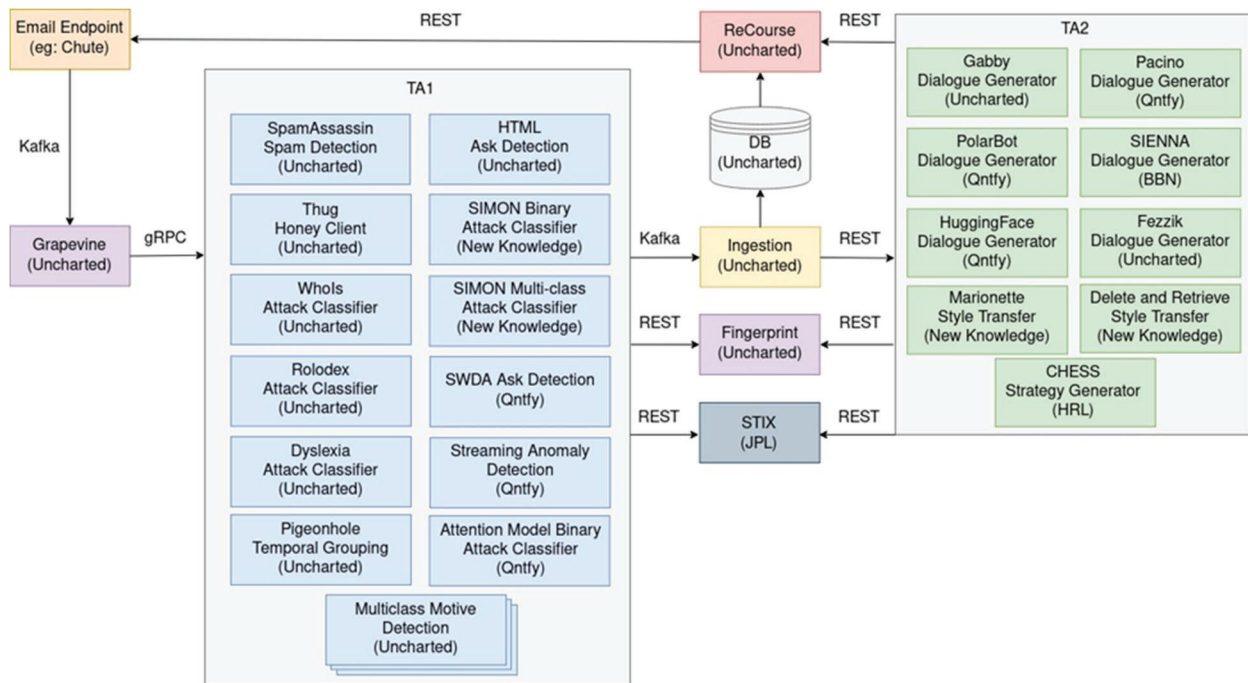 Email Endpoint
(eg: Chute)
REST
ReCourse
(Uncharted)
REST
Kafka
Grapevine
(Uncharted)
gRPC
TA1
SpamAssassin
Spam Detection
(Uncharted)
HTML
Ask Detection
(Uncharted)
Thug
Honey Client
(Uncharted)
SIMON Binary
Attack Classifier
(New Knowledge)
WhoIs
Attack Classifier
(Uncharted)
SIMON Multi-class
Attack Classifier
(New Knowledge)
Rolodex
Attack Classifier
(Uncharted)
SWDA Ask Detection
(Qntfy)
Dyslexia
Attack Classifier
(Uncharted)
Streaming Anomaly
Detection
(Qntfy)
Pigeonhole
Temporal Grouping
(Uncharted)
Attention Model Binary
Attack Classifier
(Qntfy)
Multiclass Motive
Detection
(Uncharted)
DB
(Uncharted)
Kafka
Ingestion
(Uncharted)
REST
REST
Fingerprint
(Uncharted)
REST
REST
STIX
(JPL)
REST
TA2
Gabby
Dialogue Generator
(Uncharted)
Pacino
Dialogue Generator
(Qntfy)
PolarBot
Dialogue Generator
(Qntfy)
SIENNA
Dialogue Generator
(BBN)
HuggingFace
Dialogue Generator
(Qntfy)
Fezzik
Dialogue Generator
(Uncharted)
Marionette
Style Transfer
(New Knowledge)
Delete and Retrieve
Style Transfer
(New Knowledge)
CHESS
Strategy Generator
(HRL)